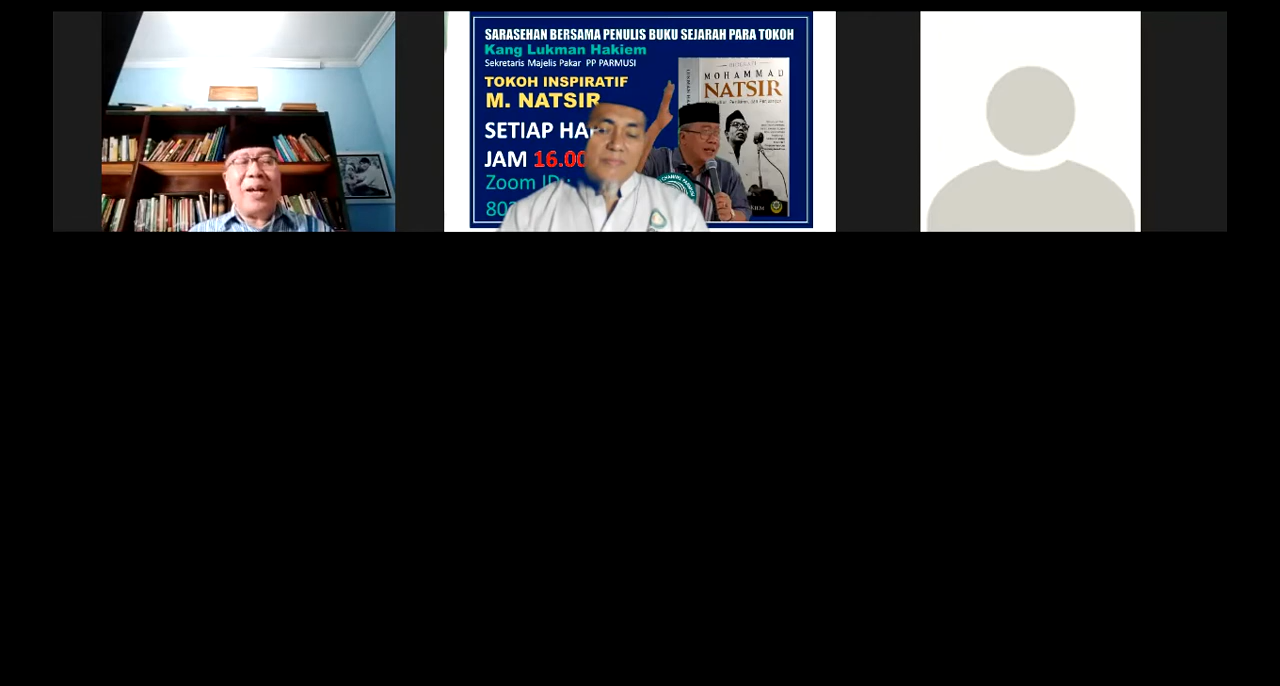 SARASEHAN BERSAMA PENULIS BUKU SEJARAH PARA TOKOH
Kang Lukman Hakiem
Sekretaris Majelis Pakar PP PARMUSI
TOKOH INSPIRATIF
M. NATSIR
SETIAP HA
JAM 16.00
Zoom ID:
802
MOHAMMAD
NATSIR